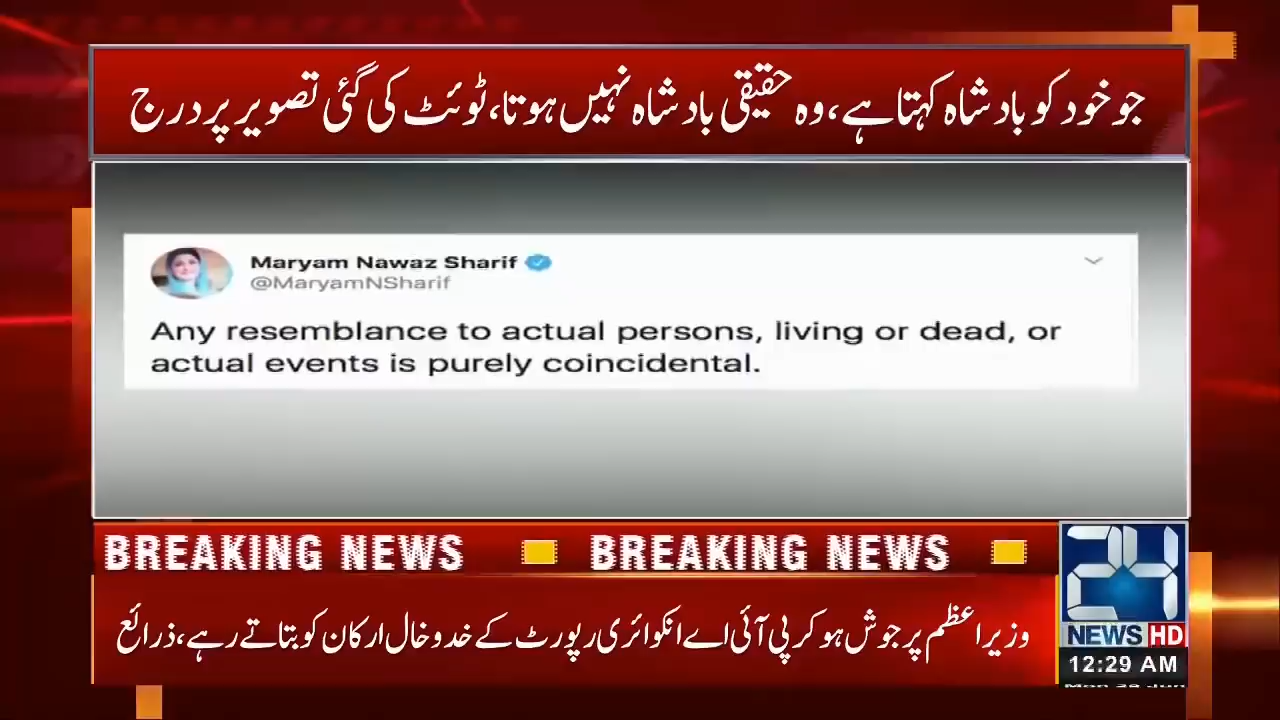 جو خود کو بادشاہ کہتا ہے، وہ حقیقی بادشاہ نہیں ہوتا، ٹوئٹ کی گئی تصویر پر درج
Maryam Nawaz Sharif
@MaryamNSharif
Any resemblance to actual persons, living or dead, or
actual events is purely coincidental.
BREAKING NEWS BREAKING NEWS
وزیراعظم پرجوش ہو کر پی آئی اے انکوائری رپورٹ کے خدوخال ارکان کو بتاتے رہے، ذرائع
24
NEWS HD
12:29 AM